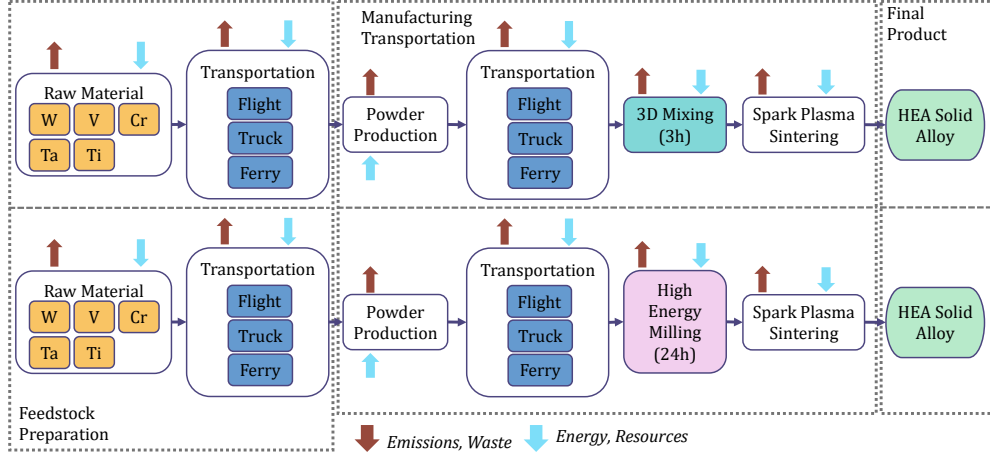 Manufacturing
Transportation
Final
Product
Raw Material
W V Cr
Ta Ti
Transportation
Flight
Truck
Ferry
Powder
Production
Transportation
Flight
Truck
Ferry
3D Mixing
(3h)
Spark Plasma
Sintering
HEA Solid
Alloy
Raw Material
W V Cr
Ta Ti
Transportation
Flight
Truck
Ferry
Powder
Production
Transportation
Flight
Truck
Ferry
High
Energy
Milling
(24h)
Spark Plasma
Sintering
HEA Solid
Alloy
Feedstock
Preparation
Emissions, Waste
Energy, Resources